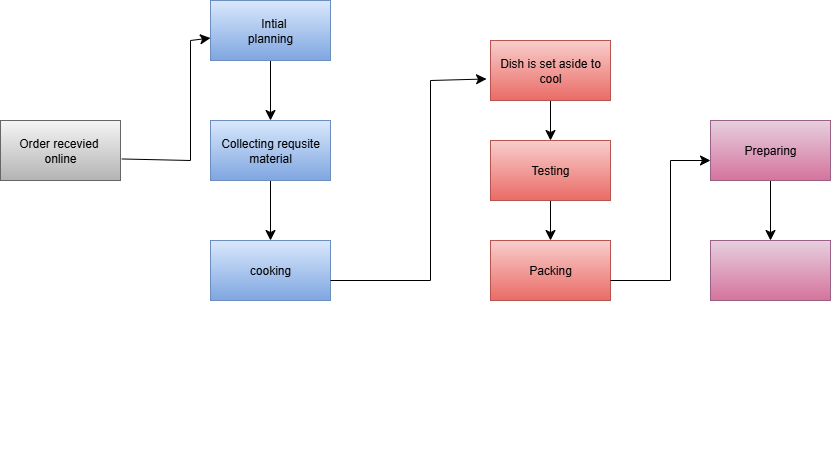 Order recevied
online
Intial
planning
Collecting requsite
material
cooking
Dish is set aside to
cool
Testing
Packing
Preparing